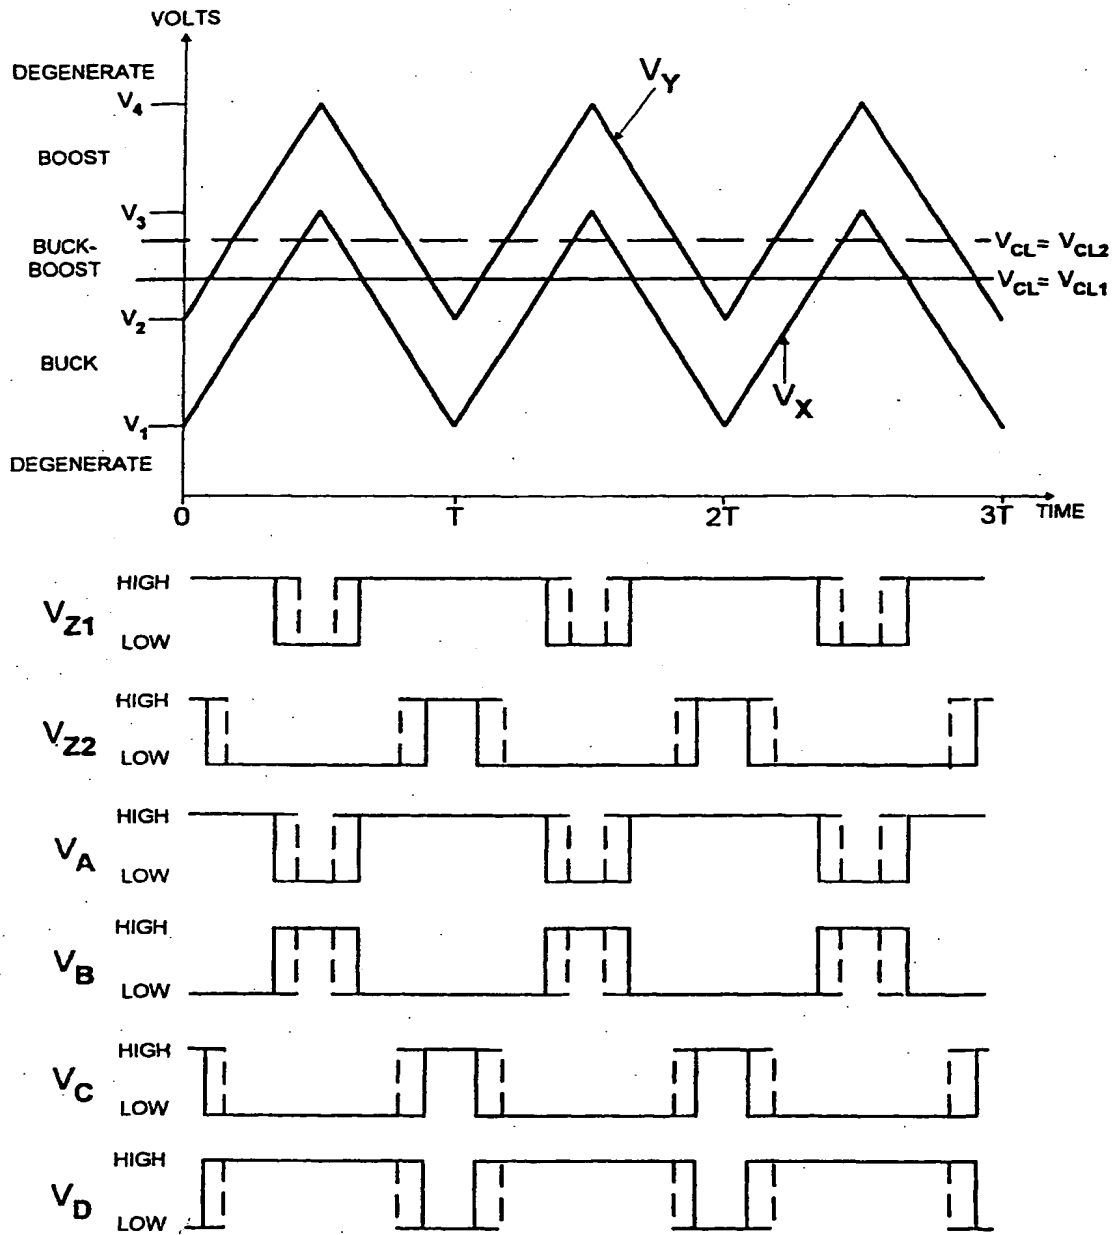 VOLTS
DEGENERATE
V4
VY
BOOST
V3
BUCK-
BOOST
VCL = VCL2
VCL = VCL1
V2
BUCK
VX
V1
DEGENERATE
0 T 2T 3T TIME
VZ1 HIGH
LOW
VZ2 HIGH
LOW
VA HIGH
LOW
VB HIGH
LOW
VC HIGH
LOW
VD HIGH
LOW